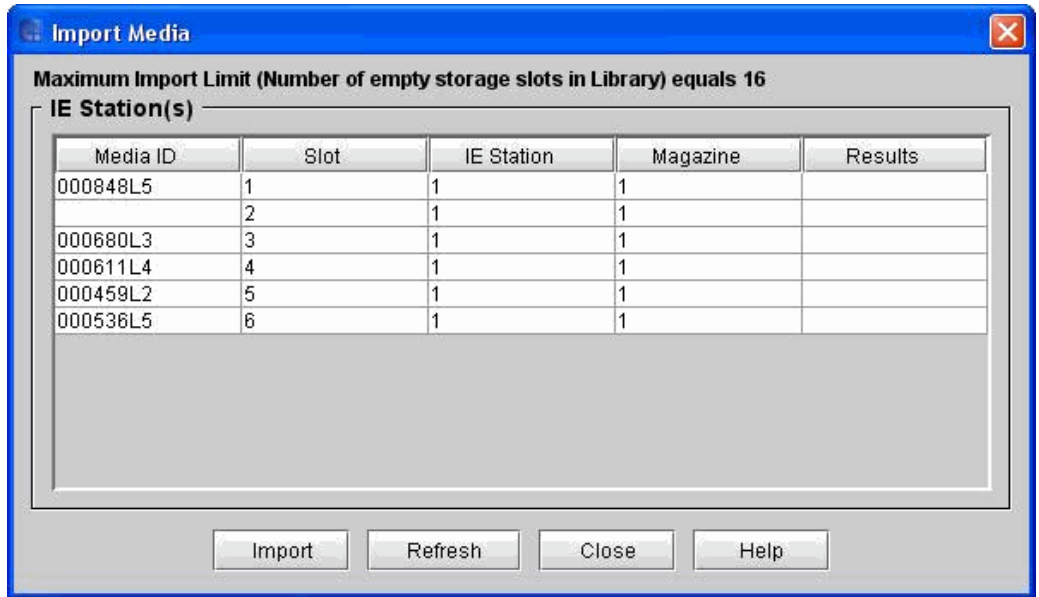 Import Media
Maximum Import Limit (Number of empty storage slots in Library) equals 16
IE Station(s)
Media ID Slot IE Station Magazine Results
000848L5 1 1 1
2 1 1
000680L3 3 1 1
000611L4 4 1 1
000459L2 5 1 1
000536L5 6 1 1
Import Refresh Close Help